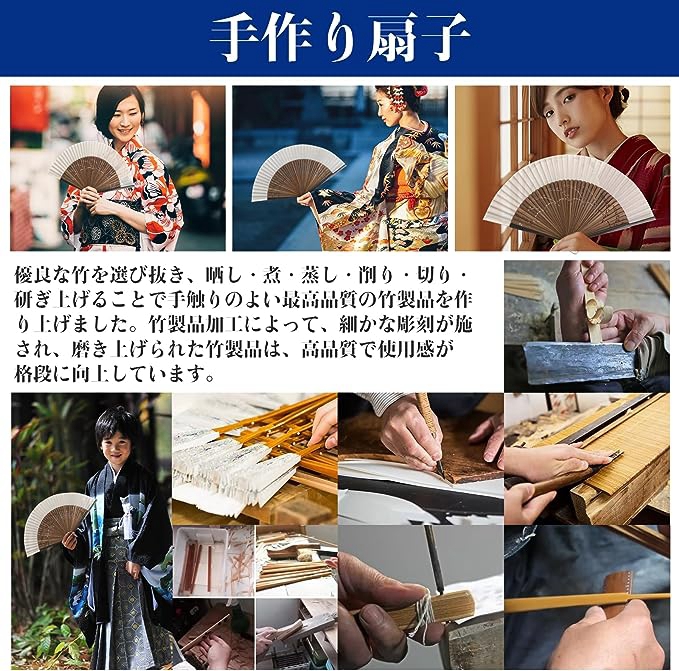 手作り扇子
優良な竹を選び抜き、晒し・煮・蒸し・削り・切り・
研ぎ上げることで手触りのよい最高品質の竹製品を作
り上げました。竹製品加工によって、細かな彫刻が施
され、磨き上げられた竹製品は、高品質で使用感が
格段に向上しています。